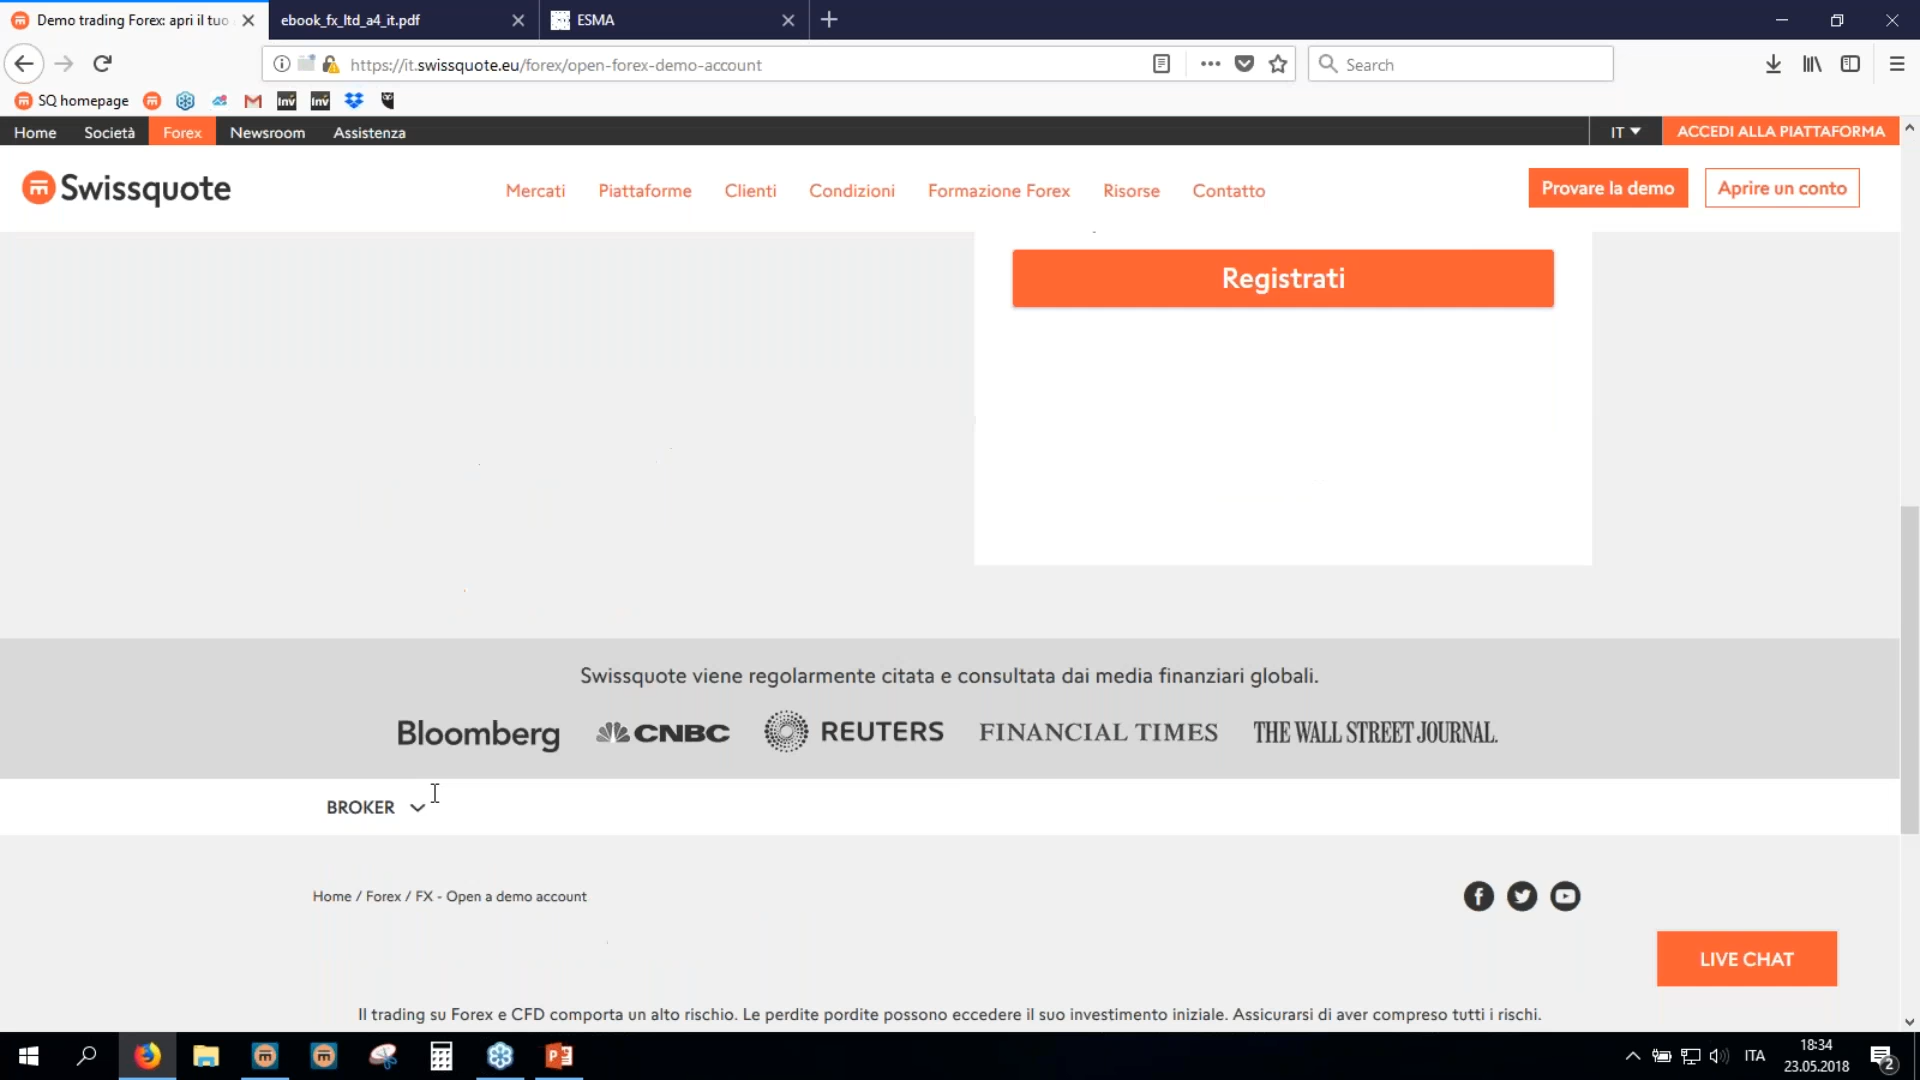 Demo trading Forex: apri il tuo
ebook_fx_ltd_a4_it.pdf
ESMA
https://it.swissquote.eu/forex/open-forex-demo-account
Search
SQ homepage
Inv
Inv
Home
Società
Forex
Newsroom
Assistenza
IT
ACCEDI ALLA PIATTAFORMA
Swissquote
Mercati
Piattaforme
Clienti
Condizioni
Formazione Forex
Risorse
Contatto
Provare la demo
Aprire un conto
Registrati
Swissquote viene regolarmente citata e consultata dai media finanziari globali.
Bloomberg
CNBC
REUTERS
FINANCIAL TIMES
THE WALL STREET JOURNAL.
BROKER
Home / Forex / FX - Open a demo account
LIVE CHAT
Il trading su Forex e CFD comporta un alto rischio. Le perdite pordite possono eccedere il suo investimento iniziale. Assicurarsi di aver compreso tutti i rischi.
ITA
18:34
23.05.2018
2